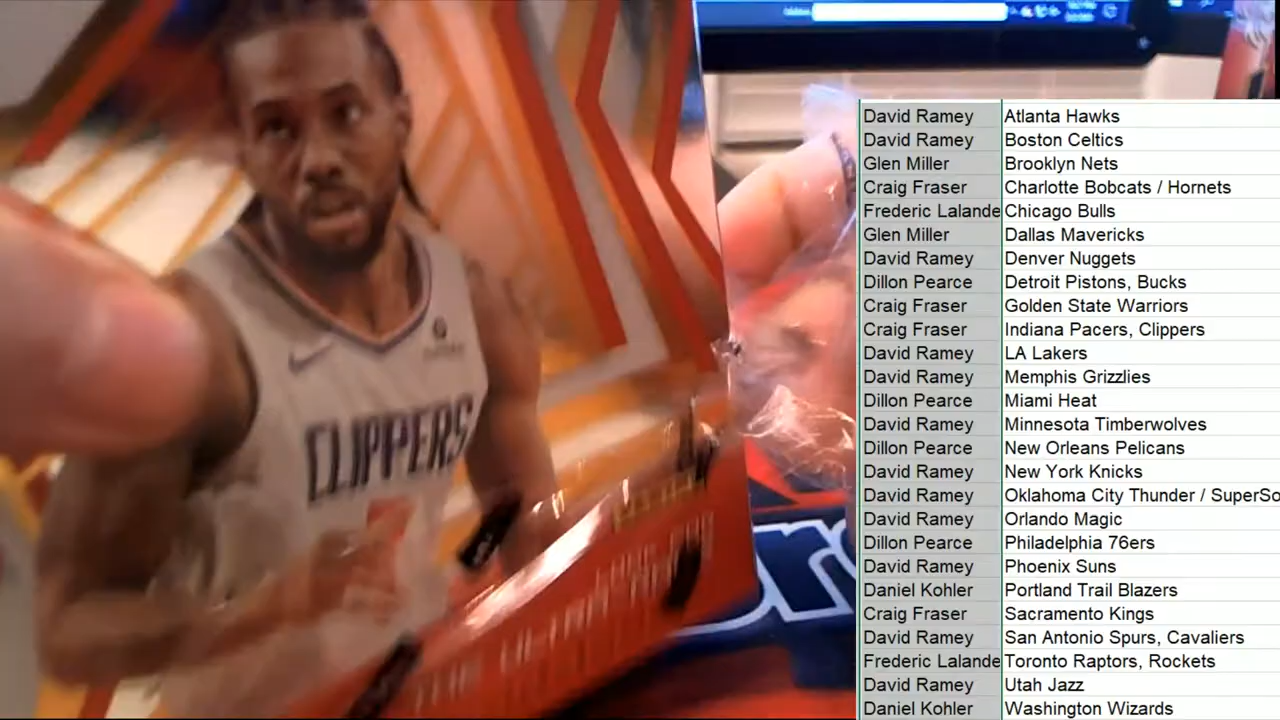 CLIPPERS
David Ramey Atlanta Hawks
David Ramey Boston Celtics
Glen Miller Brooklyn Nets
Craig Fraser Charlotte Bobcats / Hornets
Frederic Lalande Chicago Bulls
Glen Miller Dallas Mavericks
David Ramey Denver Nuggets
Dillon Pearce Detroit Pistons, Bucks
Craig Fraser Golden State Warriors
Craig Fraser Indiana Pacers, Clippers
David Ramey LA Lakers
David Ramey Memphis Grizzlies
Dillon Pearce Miami Heat
David Ramey Minnesota Timberwolves
Dillon Pearce New Orleans Pelicans
David Ramey New York Knicks
David Ramey Oklahoma City Thunder / SuperSo
David Ramey Orlando Magic
Dillon Pearce Philadelphia 76ers
David Ramey Phoenix Suns
Daniel Kohler Portland Trail Blazers
Craig Fraser Sacramento Kings
David Ramey San Antonio Spurs, Cavaliers
Frederic Lalande Toronto Raptors, Rockets
David Ramey Utah Jazz
Daniel Kohler Washington Wizards